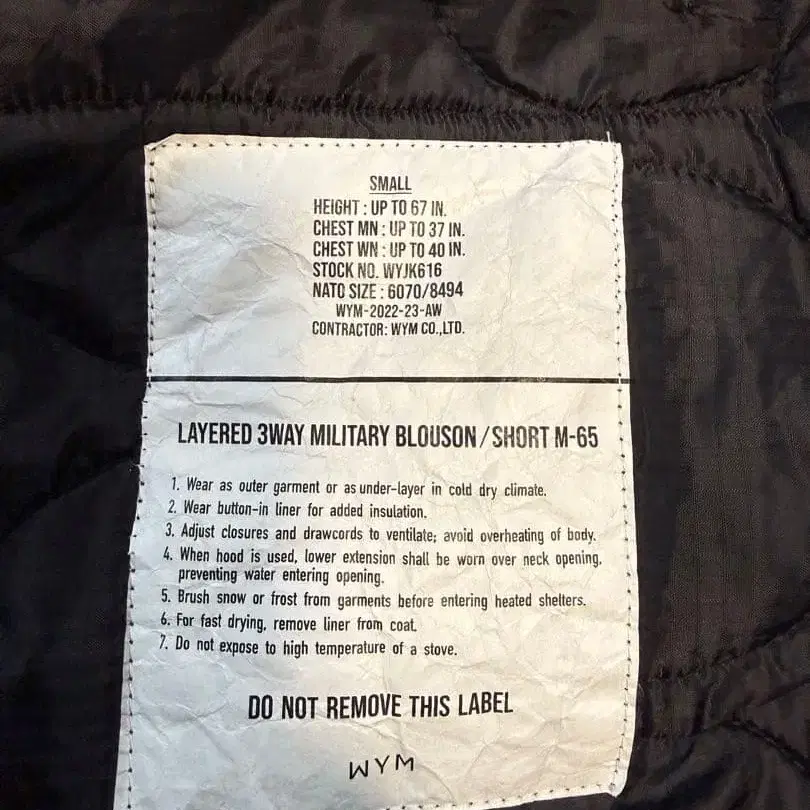 SMALL
HEIGHT : UP TO 67 IN.
CHEST MN : UP TO 37 IN.
CHEST WN : UP TO 40 IN.
STOCK NO. WYJK616
NATO SIZE : 6070/8494
WYM-2022-23-AW
CONTRACTOR: WYM CO.,LTD.
LAYERED 3WAY MILITARY BLOUSON / SHORT M-65
1. Wear as outer garment or as under-layer in cold dry climate.
2. Wear button-in liner for added insulation.
3. Adjust closures and drawcords to ventilate; avoid overheating of body.
4. When hood is used, lower extension shall be worn over neck opening,
preventing water entering opening.
5. Brush snow or frost from garments before entering heated shelters.
6. For fast drying, remove liner from coat.
7. Do not expose to high temperature of a stove.
DO NOT REMOVE THIS LABEL
WYM